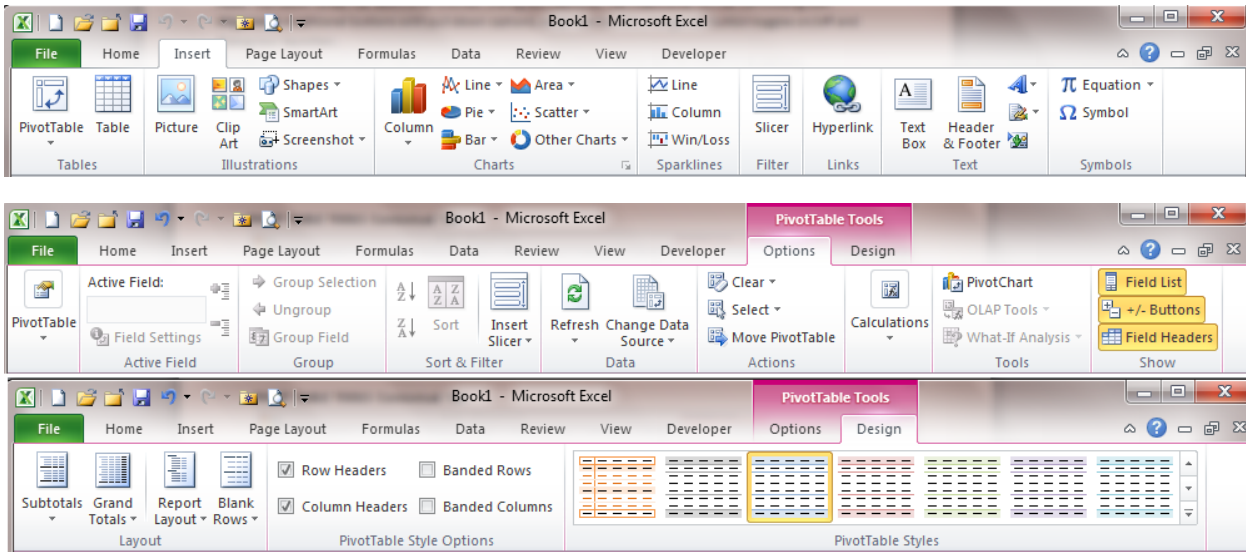 Book1 - Microsoft Excel
File Home Insert Page Layout Formulas Data Review View Developer
PivotTable Table Picture Clip Art Shapes SmartArt Screenshot Column Line Pie Bar Area Scatter Other Charts Line Column Win/Loss Slicer Hyperlink Text Box Header & Footer Equation Symbol
Tables Illustrations Charts Sparklines Filter Links Text Symbols
Book1 - Microsoft Excel PivotTable Tools
File Home Insert Page Layout Formulas Data Review View Developer Options Design
PivotTable Active Field: Field Settings Group Selection Ungroup Group Field Sort Insert Slicer Refresh Change Data Source Clear Select Move PivotTable Calculations PivotChart OLAP Tools What-If Analysis Field List +/- Buttons Field Headers
Active Field Group Sort & Filter Data Actions Tools Show
Book1 - Microsoft Excel PivotTable Tools
File Home Insert Page Layout Formulas Data Review View Developer Options Design
Subtotals Grand Totals Report Layout Blank Rows Row Headers Column Headers Banded Rows Banded Columns
Layout PivotTable Style Options PivotTable Styles